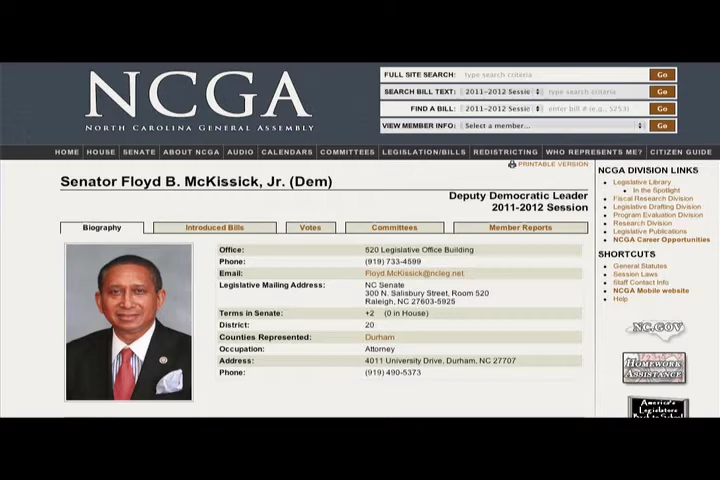 NCGA
NORTH CAROLINA GENERAL ASSEMBLY
FULL SITE SEARCH: type search criteria Go
SEARCH BILL TEXT: 2011–2012 Sessio type search criteria Go
FIND A BILL: 2011–2012 Sessio enter bill # (e.g., S253) Go
VIEW MEMBER INFO: Select a member... Go
HOME HOUSE SENATE ABOUT NCGA AUDIO CALENDARS COMMITTEES LEGISLATION/BILLS REDISTRICTING WHO REPRESENTS ME? CITIZEN GUIDE
PRINTABLE VERSION
Senator Floyd B. McKissick, Jr. (Dem)
Deputy Democratic Leader
2011-2012 Session
Biography Introduced Bills Votes Committees Member Reports
Office: 520 Legislative Office Building
Phone: (919) 733-4599
Email: Floyd.McKissick@ncleg.net
Legislative Mailing Address: NC Senate
300 N. Salisbury Street, Room 520
Raleigh, NC 27603-5925
Terms in Senate: +2 (0 in House)
District: 20
Counties Represented: Durham
Occupation: Attorney
Address: 4011 University Drive, Durham, NC 27707
Phone: (919) 490-5373
NCGA DIVISION LINKS
Legislative Library
In the Spotlight
Fiscal Research Division
Legislative Drafting Division
Program Evaluation Division
Research Division
Legislative Publications
NCGA Career Opportunities
SHORTCUTS
General Statutes
Session Laws
Staff Contact Info
NCGA Mobile website
Help
NC.GOV
HOMEWORK
ASSISTANCE
America's
Legislators
Back to School